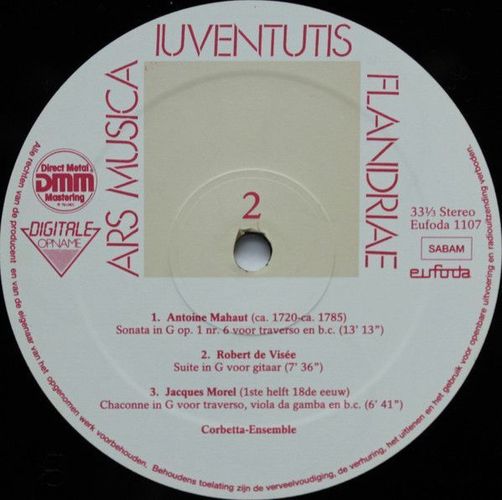 ARS MUSICA
IUVENTUTIS
FLANDRIAE
Direct Metal
DMM
Mastering
DIGITALE
OPNAME
2
33⅓ Stereo
Eufoda 1107
SABAM
eufoda
1. Antoine Mahaut (ca. 1720-ca. 1785)
Sonata in G op. 1 nr. 6 voor traverso en b.c. (13' 13")
2. Robert de Visée
Suite in G voor gitaar (7' 36")
3. Jacques Morel (1ste helft 18de eeuw)
Chaconne in G voor traverso, viola da gamba en b.c. (6' 41")
Corbetta-Ensemble
Alle rechten van de producent en van de eigenaar van het opgenomen werk voorbehouden. Behoudens toelating zijn de verveelvoudiging, de verhuring, het uitlenen en het gebruik voor openbare uitvoering en radiouitzending verboden.